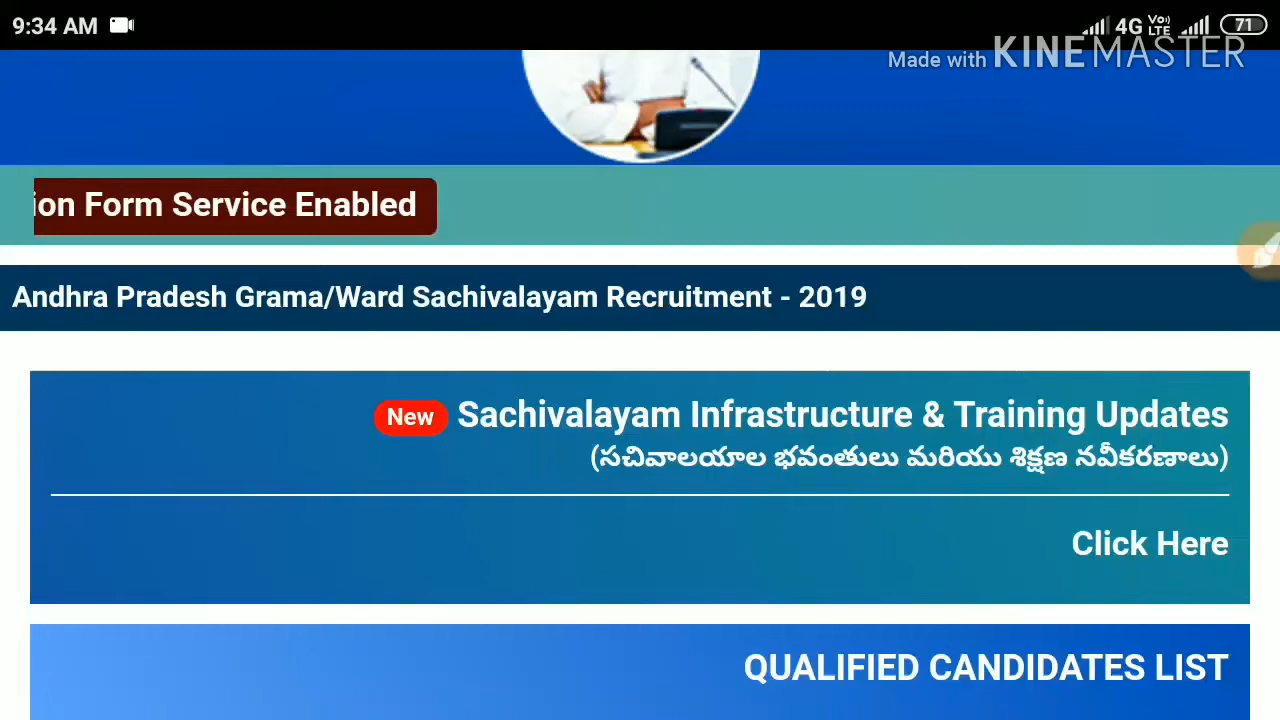 9:34 AM
4G VoLTE 71
Made with KINEMASTER
ion Form Service Enabled
Andhra Pradesh Grama/Ward Sachivalayam Recruitment - 2019
New Sachivalayam Infrastructure & Training Updates
(సచివాలయాల భవంతులు మరియు శిక్షణ నవీకరణాలు)
Click Here
QUALIFIED CANDIDATES LIST